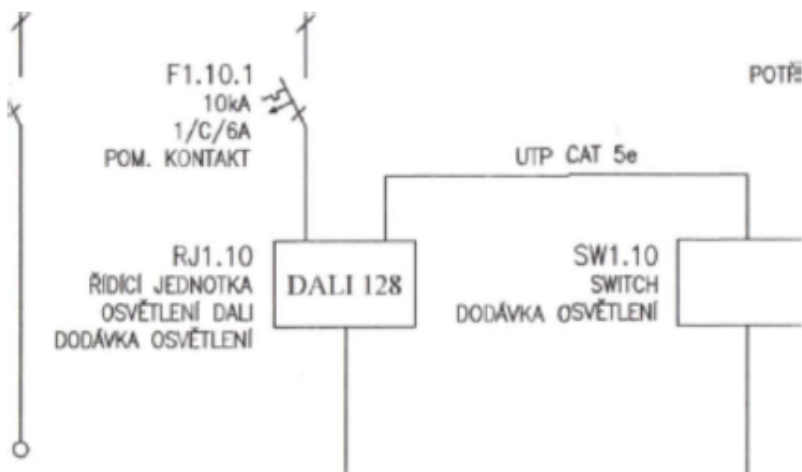 F1.10.1
10kA
1/C/6A
POM. KONTAKT
UTP CAT 5e
RJ1.10
ŘÍDÍCÍ JEDNOTKA
OSVĚTLENÍ DALI
DODÁVKA OSVĚTLENÍ
DALI 128
SW1.10
SWITCH
DODÁVKA OSVĚTLENÍ